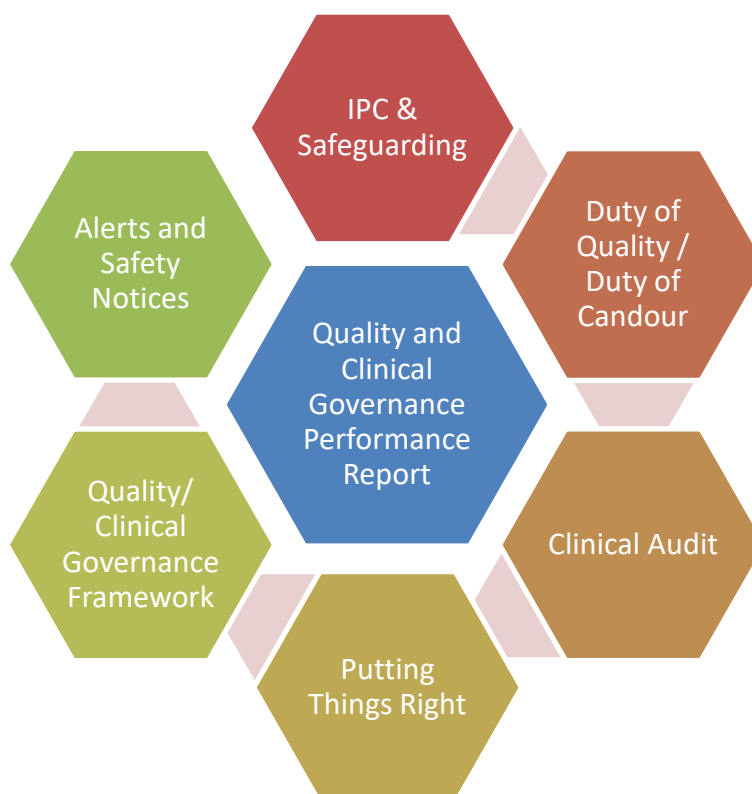 IPC &
Safeguarding
Duty of
Quality /
Duty of
Candour
Clinical Audit
Putting
Things Right
Quality/
Clinical
Governance
Framework
Alerts and
Safety
Notices
Quality and
Clinical
Governance
Performance
Report